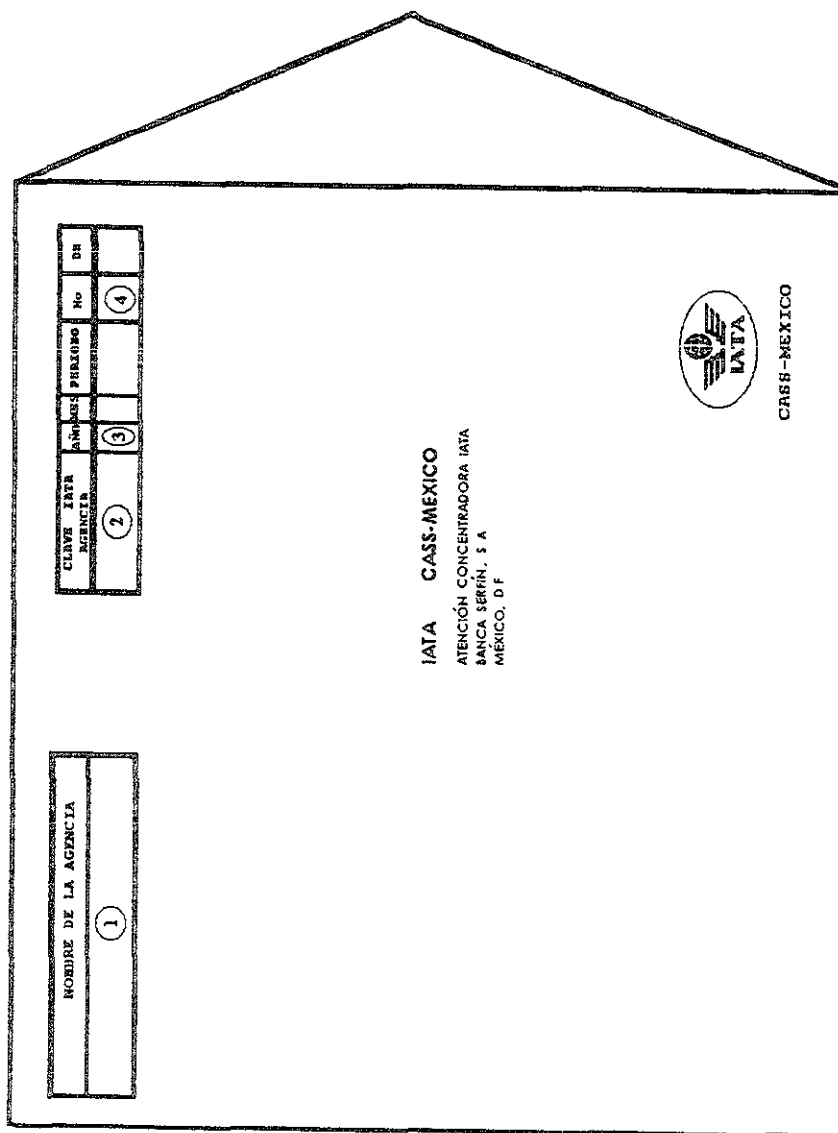 NOMBRE DE LA AGENCIA
1
CLAVE IATA
AGENCIA
AÑO MES PERIODO No DE
2 3 4
IATA CASS-MEXICO
ATENCIÓN CONCENTRADORA IATA
BANCA SERFÍN, S A
MÉXICO, D F
IATA
CASS-MEXICO